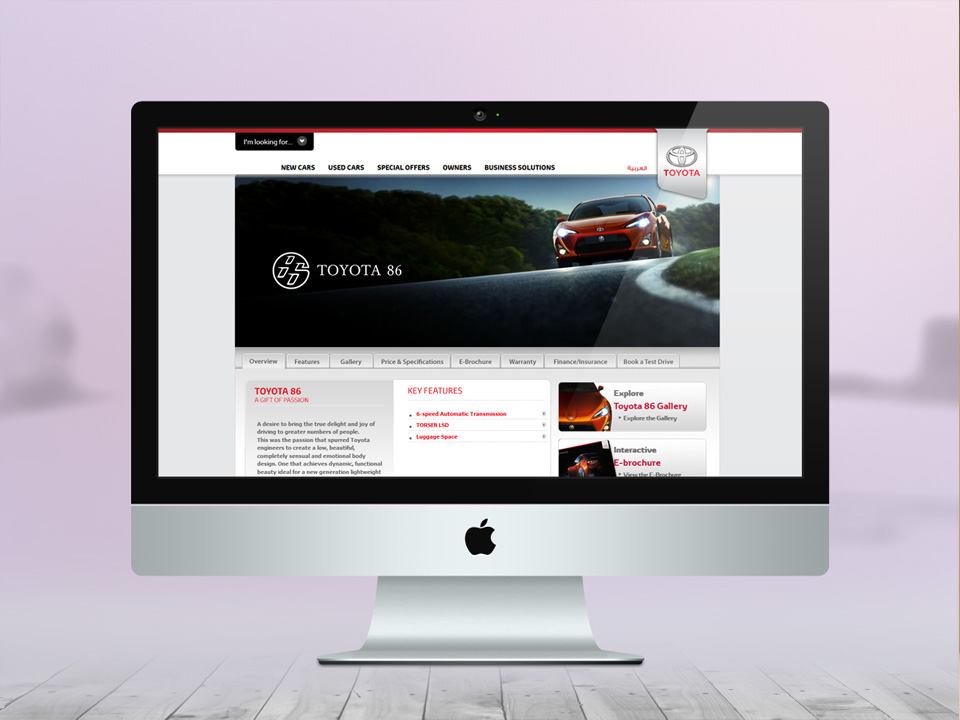 I'm looking for...
NEW CARS USED CARS SPECIAL OFFERS OWNERS BUSINESS SOLUTIONS العربية
TOYOTA
86 TOYOTA 86
Overview Features Gallery Price & Specifications E-Brochure Warranty Finance/Insurance Book a Test Drive
TOYOTA 86
A GIFT OF PASSION
A desire to bring the true delight and joy of
driving to greater numbers of people.
This was the passion that spurred Toyota
engineers to create a low, beautiful,
completely sensual and emotional body
design. One that achieves dynamic, functional
beauty ideal for a new generation lightweight
KEY FEATURES
6-speed Automatic Transmission
TORSEN LSD
Luggage Space
Explore
Toyota 86 Gallery
Explore the Gallery
Interactive
E-brochure
View the E-Brochure